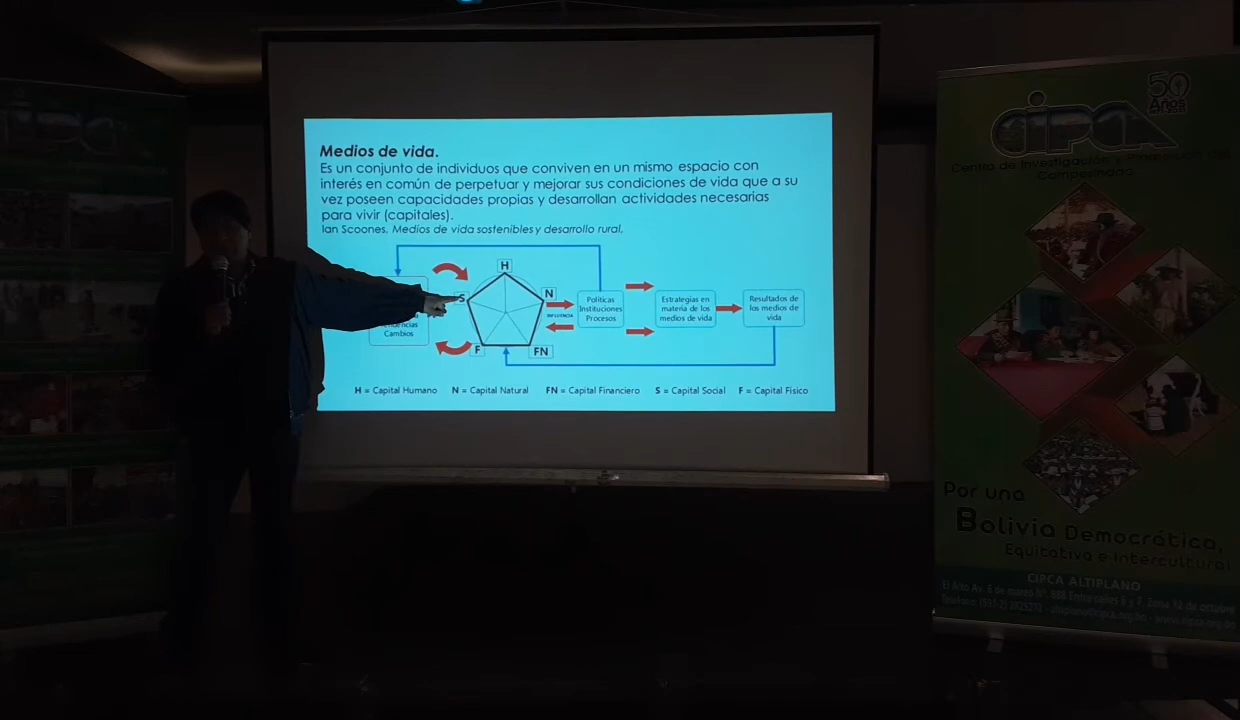 Medios de vida.
Es un conjunto de individuos que conviven en un mismo espacio con
interés en común de perpetuar y mejorar sus condiciones de vida que a su
vez poseen capacidades propias y desarrollan actividades necesarias
para vivir (capitales).
Ian Scoones. Medios de vida sostenibles y desarrollo rural.
H
S
N
F
FN
Cambios
INFLUENCIA
Políticas
Instituciones
Procesos
Estrategias en
materia de los
medios de vida
Resultados de
los medios de
vida
H = Capital Humano N = Capital Natural FN = Capital Financiero S = Capital Social F = Capital Físico
50
Años
CIPCA
Centro de Investigación y Promoción del
Campesinado
Por una
Bolivia Democrática,
Equitativa e Intercultural
CIPCA ALTIPLANO